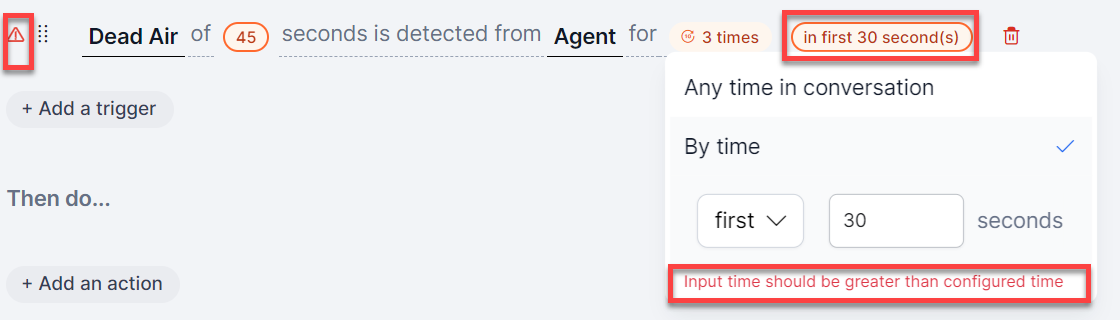 Dead Air of 45 seconds is detected from Agent for 3 times in first 30 second(s)
Any time in conversation
+ Add a trigger
By time
Then do...
first 30 seconds
+ Add an action
Input time should be greater than configured time